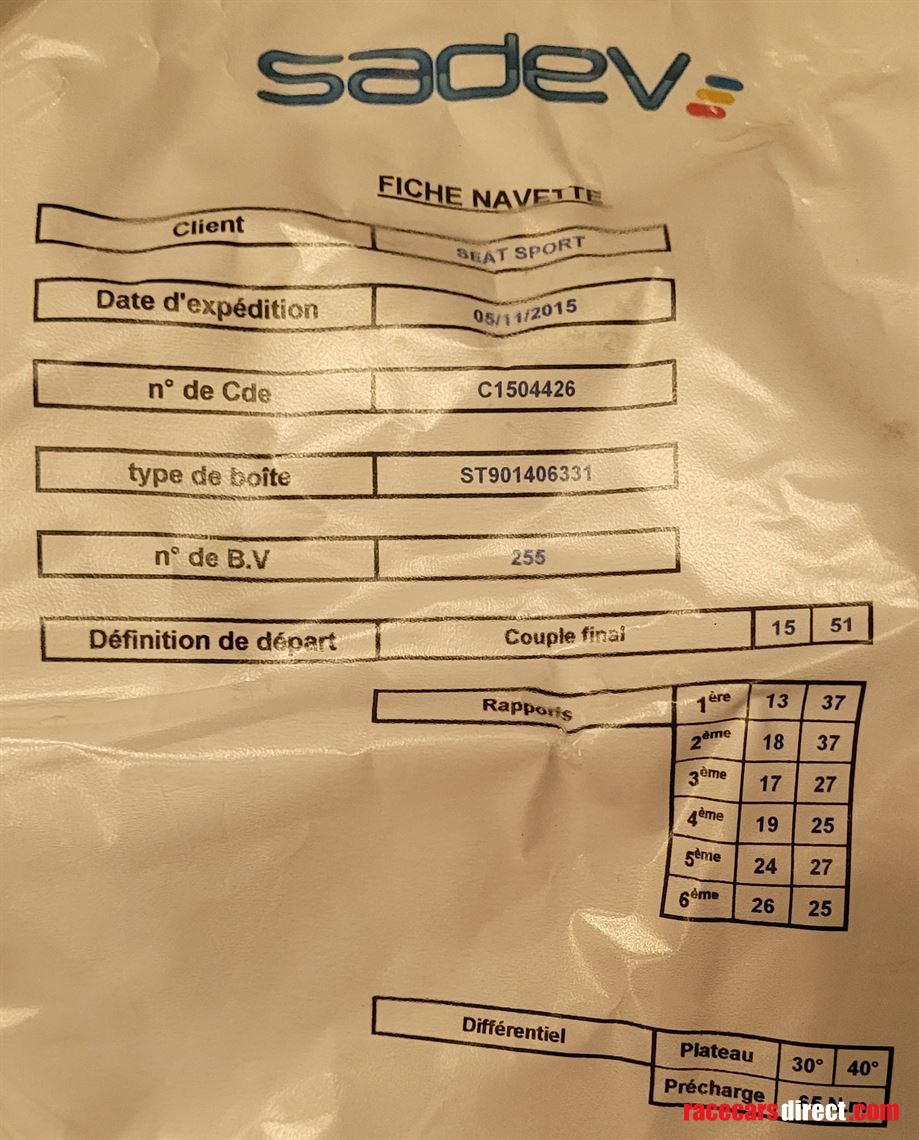 sadev
FICHE NAVETTE
Client SEAT SPORT
Date d'expédition 05/11/2015
n° de Cde C1504426
type de boîte ST901406331
n° de B.V 255
Définition de départ Couple final 15 51
Rapports 1ère 13 37
2ème 18 37
3ème 17 27
4ème 19 25
5ème 24 27
6ème 26 25
Différentiel Plateau 30° 40°
Précharge
racecarsdirect.com